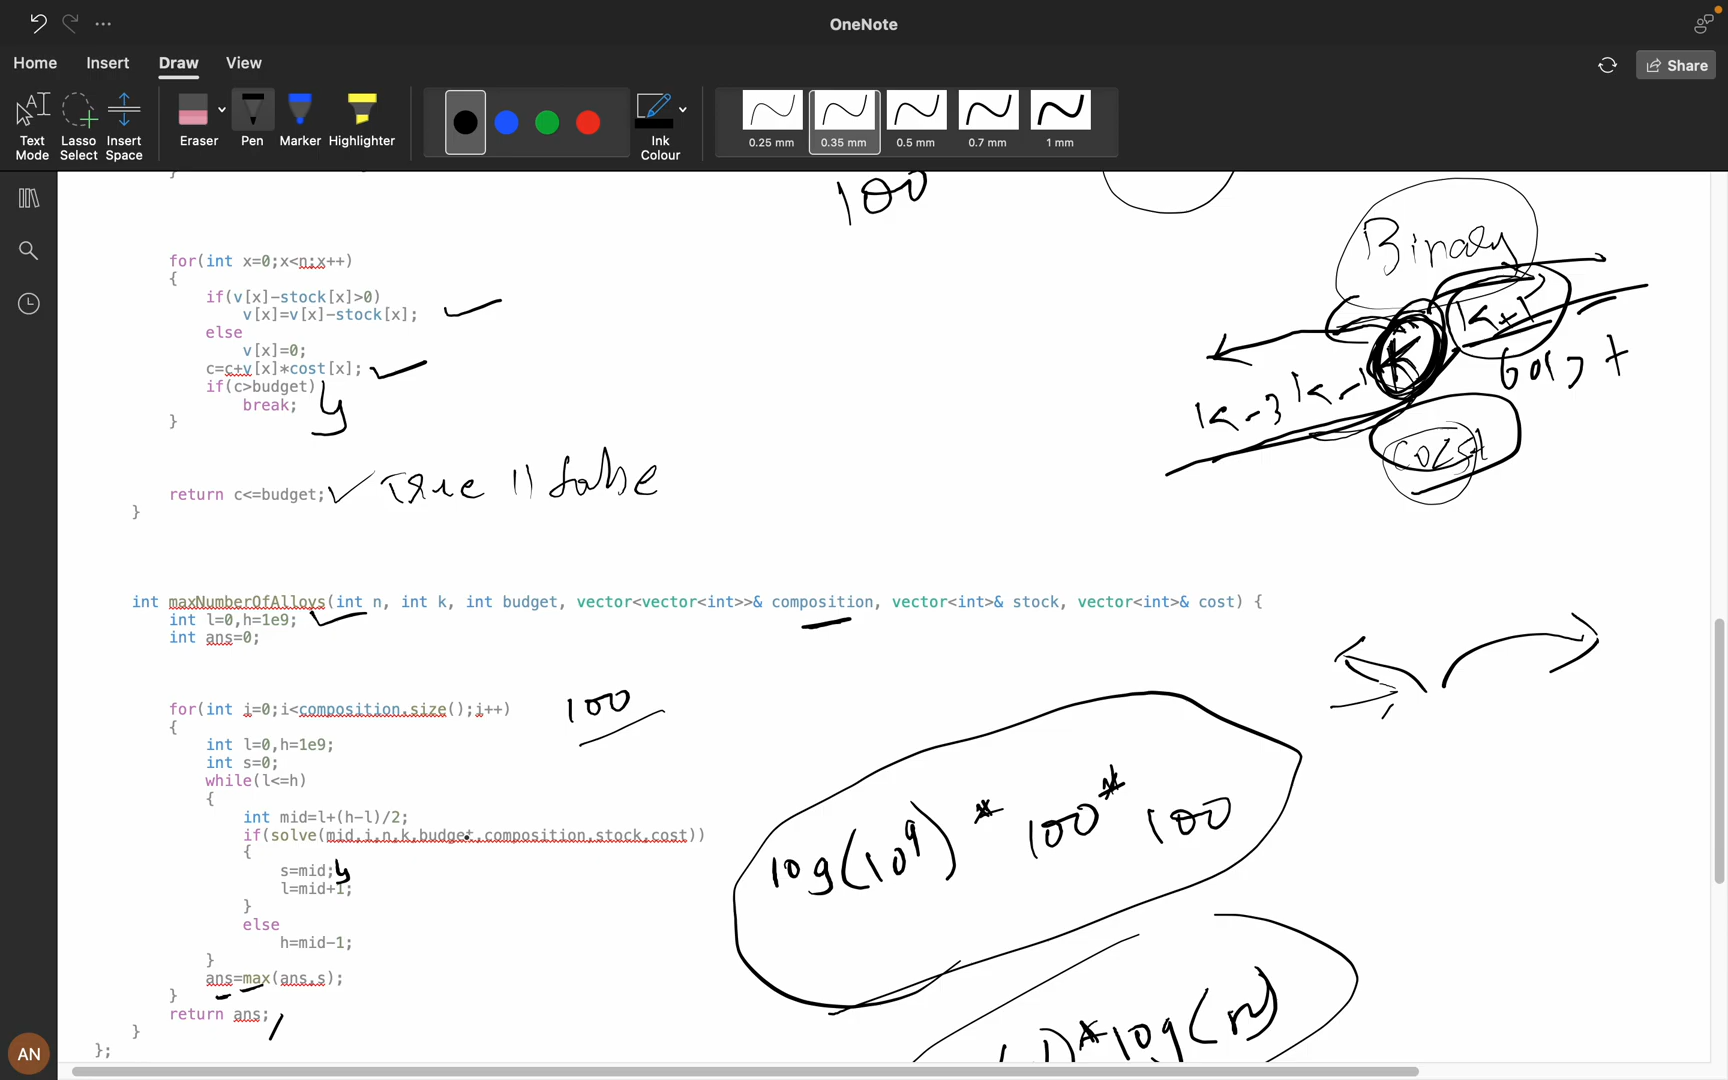 OneNote
Home Insert Draw View
Share
Text Mode
Lasso Select
Insert Space
Eraser
Pen
Marker
Highlighter
Ink Colour
0.25 mm
0.35 mm
0.5 mm
0.7 mm
1 mm
}
100
Binary
for(int x=0;x<n;x++)
{
if(v[x]-stock[x]>0)
v[x]=v[x]-stock[x];
else
v[x]=0;
c=c+v[x]*cost[x];
if(c>budget)
break;
}
K+1
K
K-1
K-3
cost
return c<=budget;
True || false
}
int maxNumberOfAlloys(int n, int k, int budget, vector<vector<int>>& composition, vector<int>& stock, vector<int>& cost) {
int l=0,h=1e9;
int ans=0;
for(int i=0;i<composition.size();i++)
100
{
int l=0,h=1e9;
int s=0;
while(l<=h)
{
int mid=l+(h-l)/2;
if(solve(mid,i,n,k,budget,composition,stock,cost))
{
s=mid;
l=mid+1;
}
else
h=mid-1;
}
ans=max(ans,s);
}
return ans;
}
};
log(10^9) * 100 * 100
*log(n)
AN